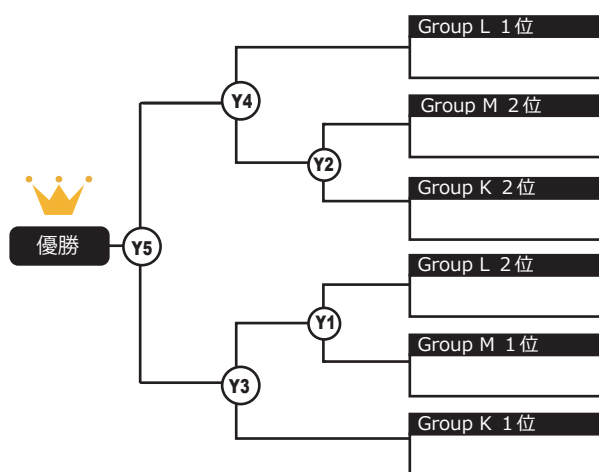 Group L 1位
Y4
Group M 2位
Y2
Group K 2位
優勝
Y5
Group L 2位
Y1
Group M 1位
Y3
Group K 1位